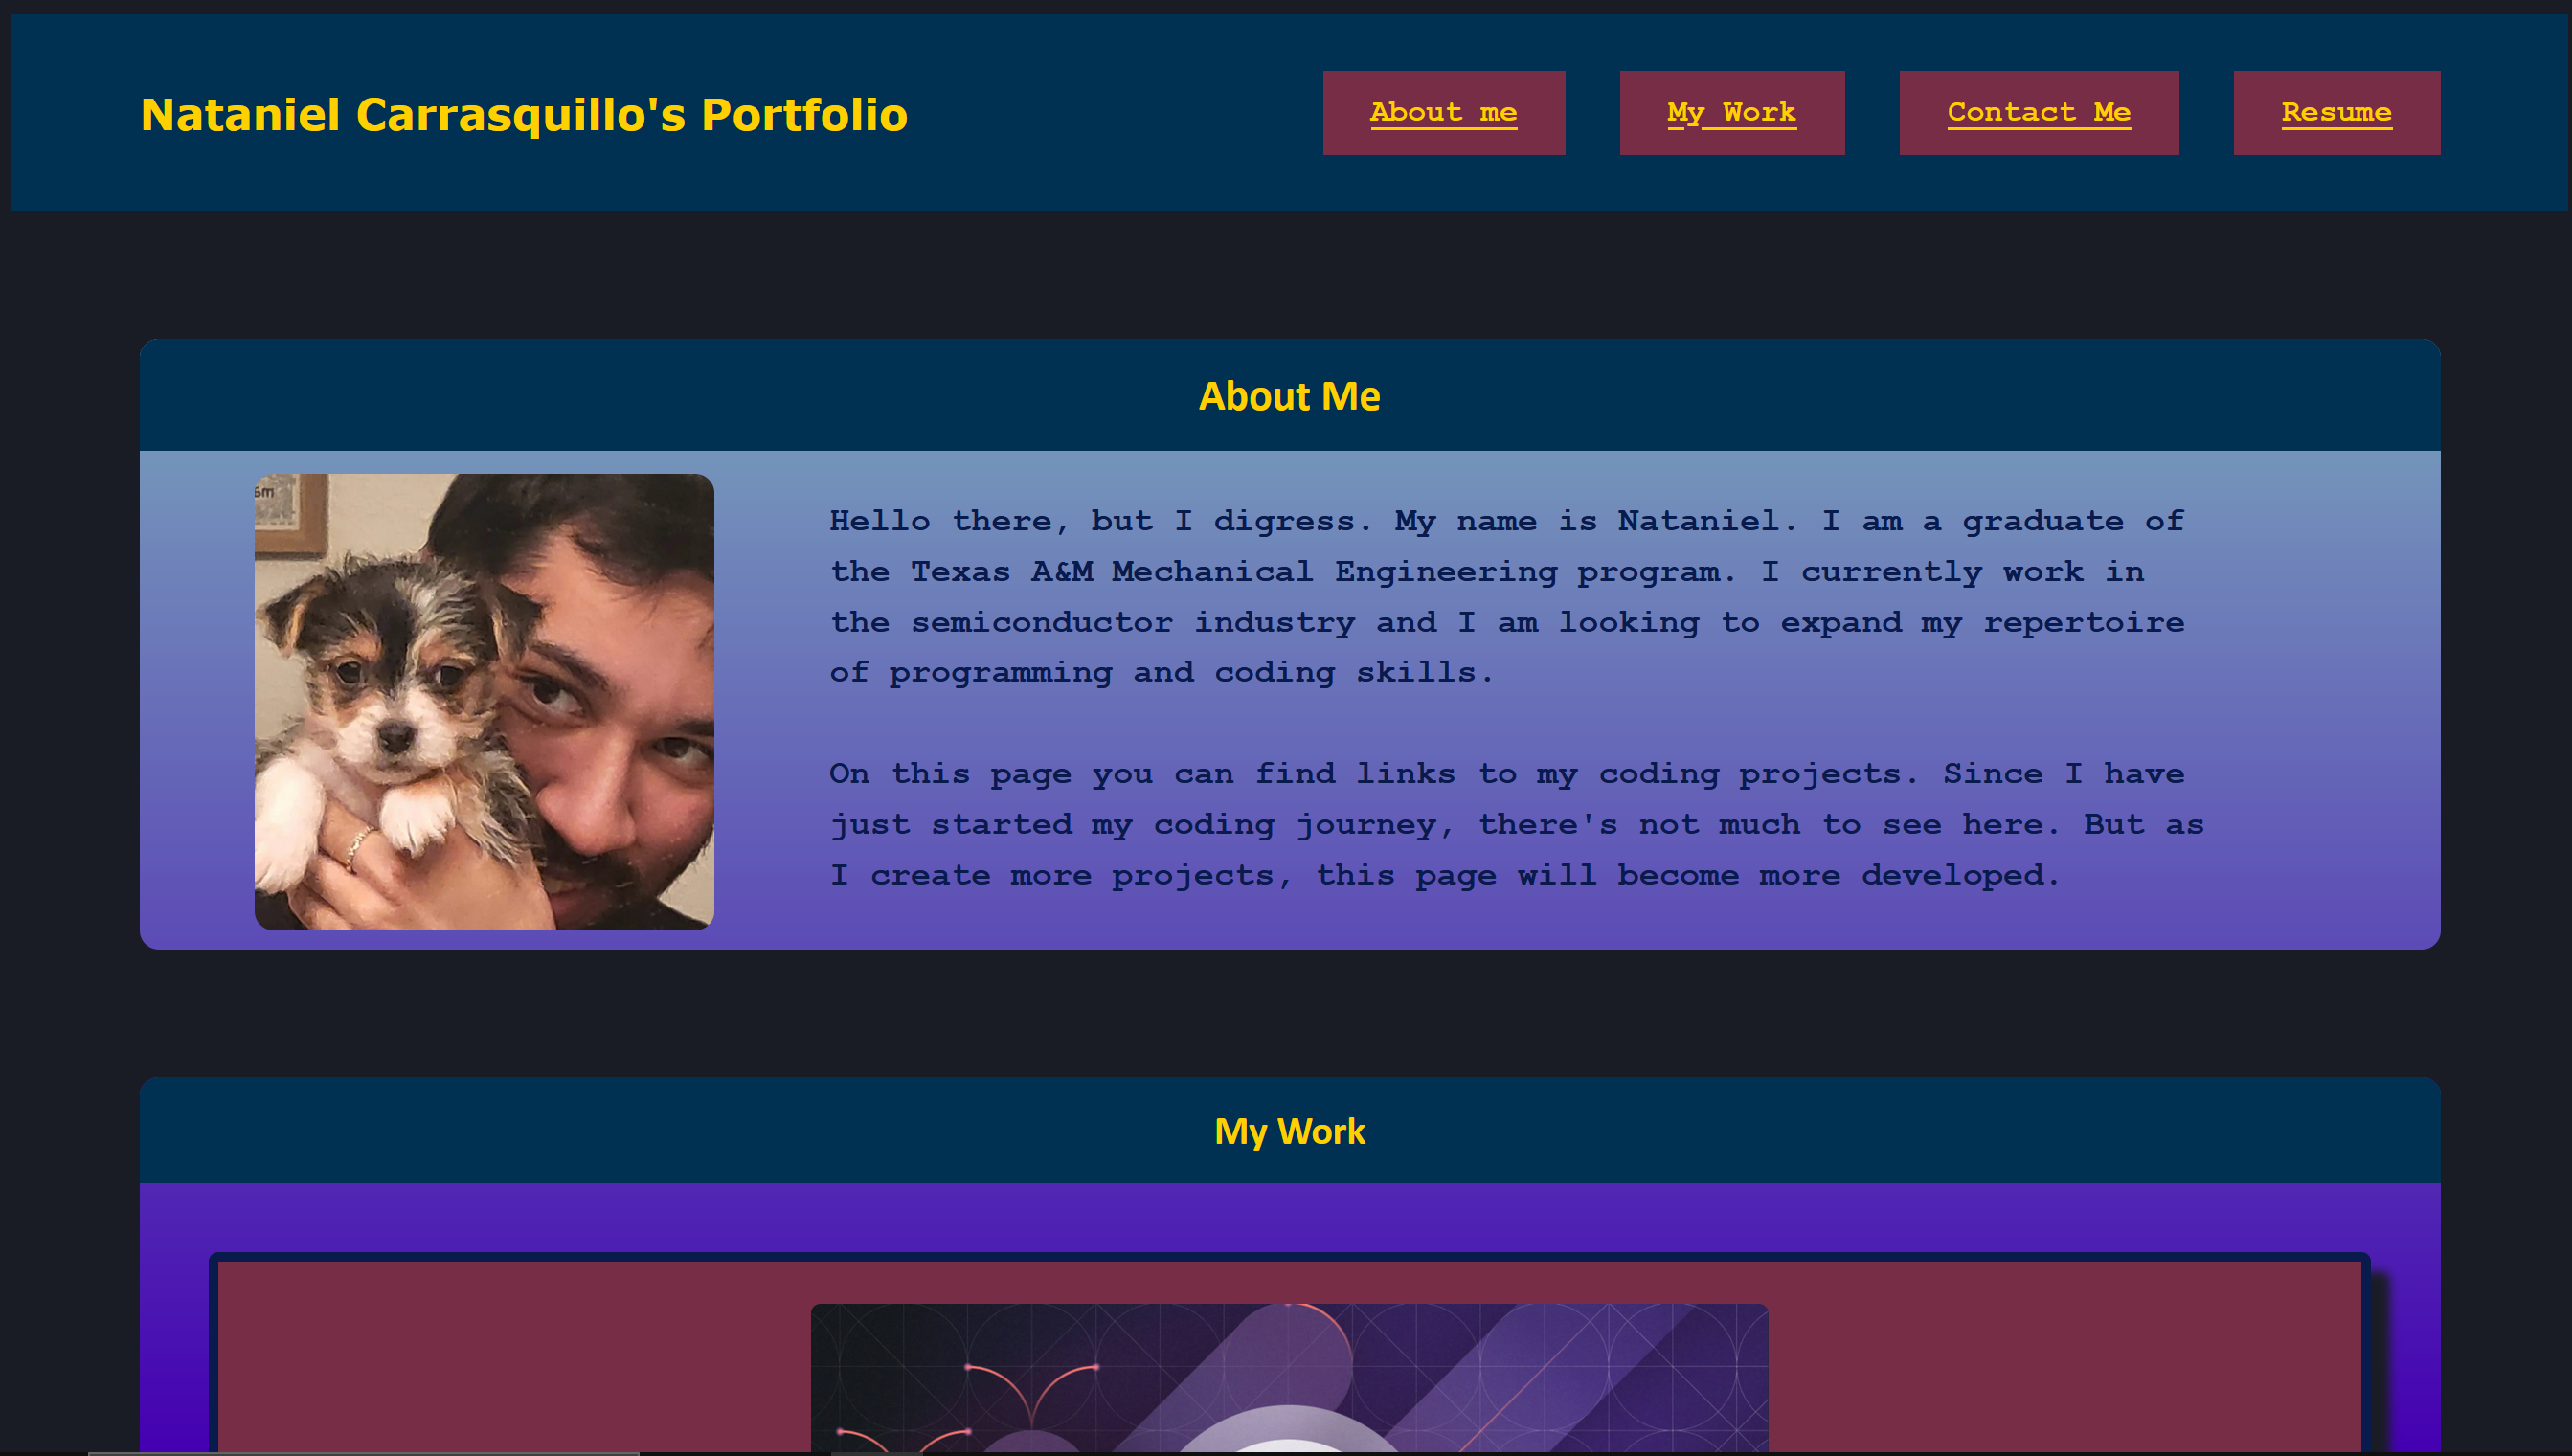 Nataniel Carrasquillo's Portfolio
About me
My Work
Contact Me
Resume
About Me
Hello there, but I digress. My name is Nataniel. I am a graduate of
the Texas A&M Mechanical Engineering program. I currently work in
the semiconductor industry and I am looking to expand my repertoire
of programming and coding skills.
On this page you can find links to my coding projects. Since I have
just started my coding journey, there's not much to see here. But as
I create more projects, this page will become more developed.
My Work